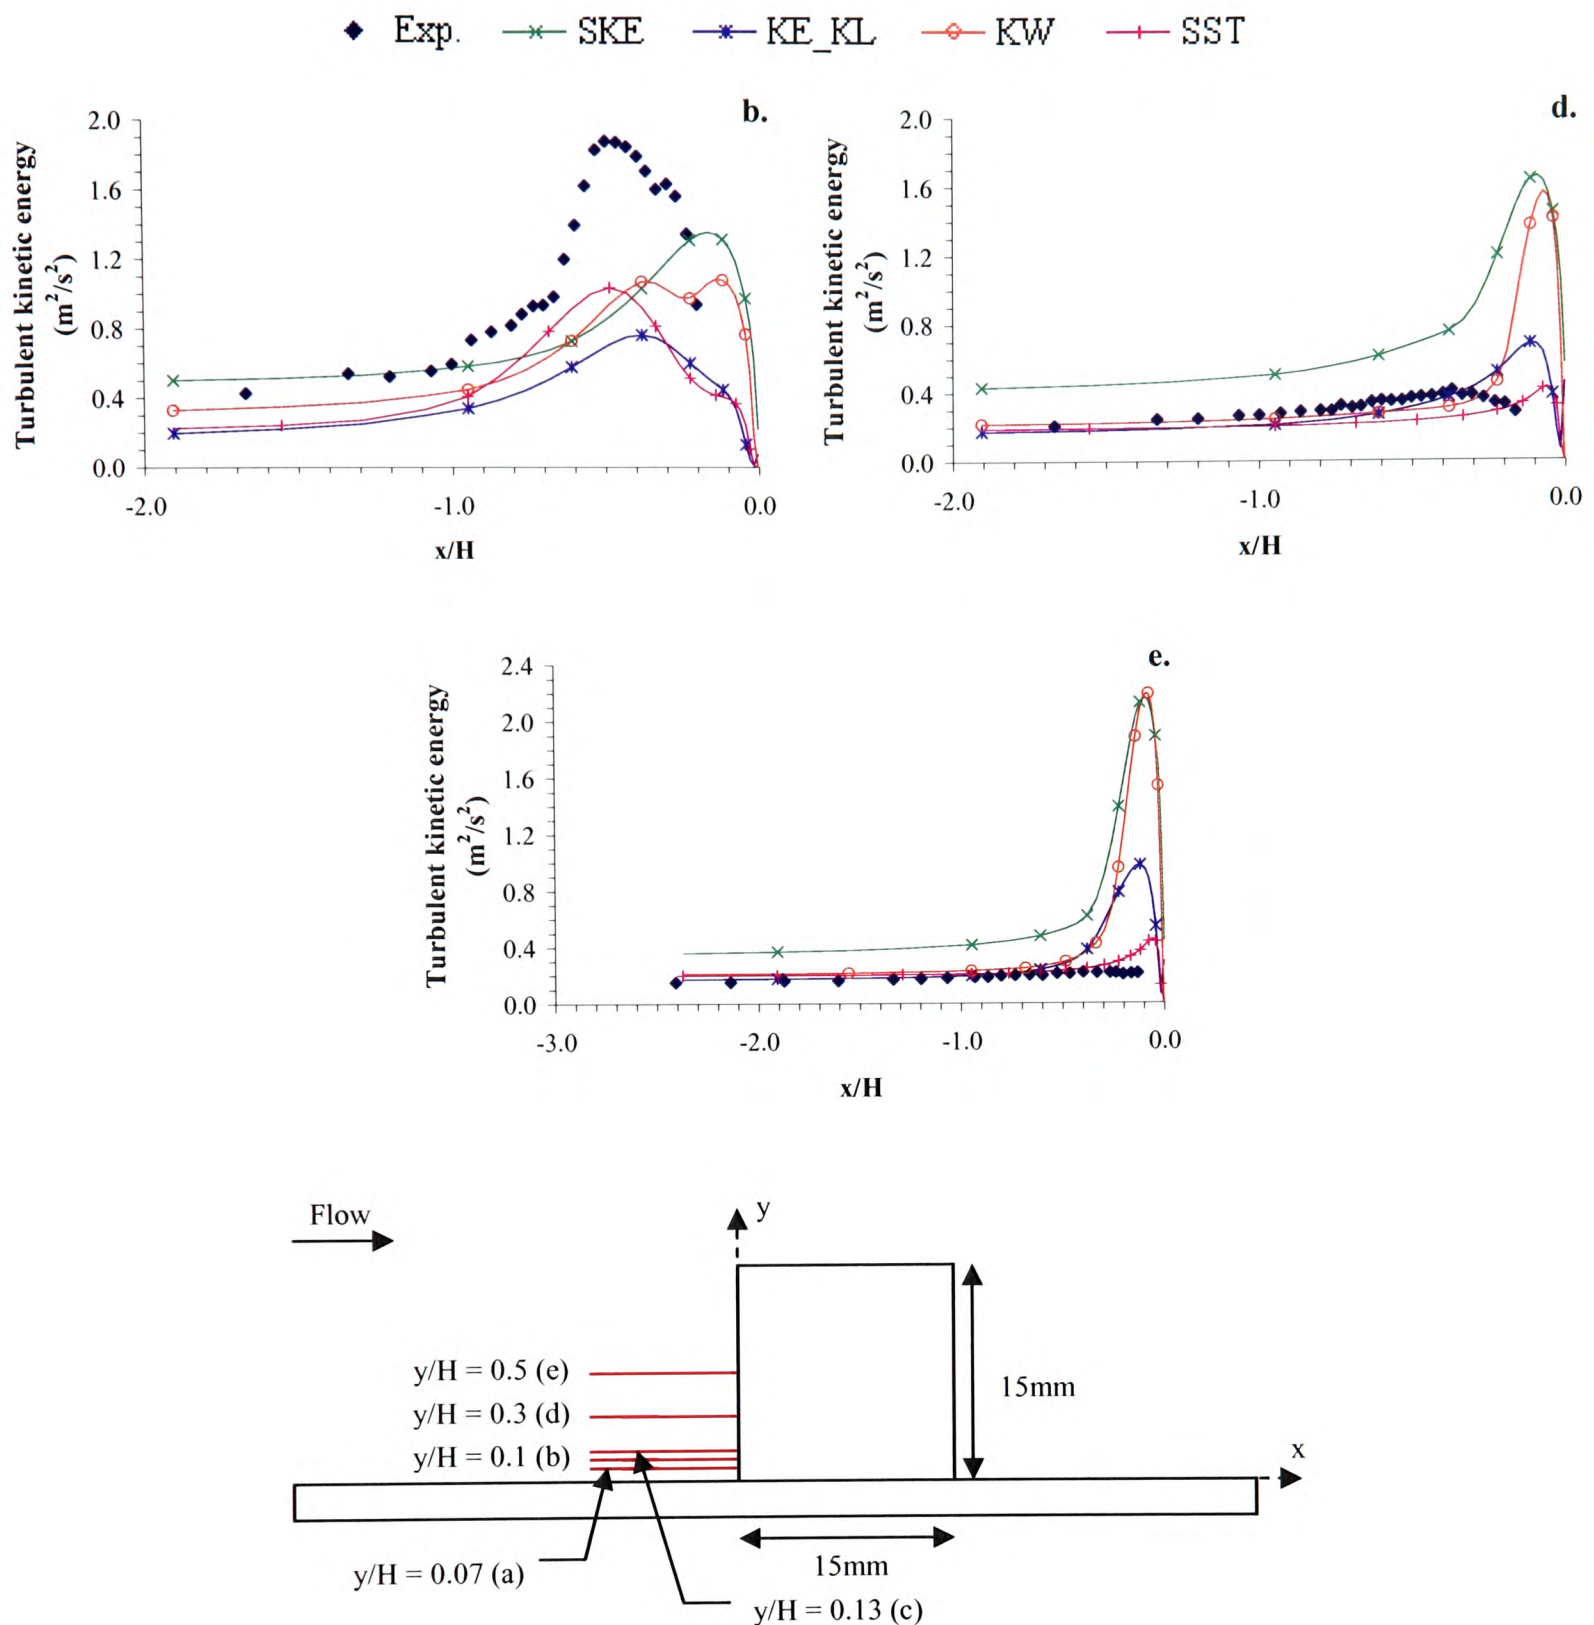 Exp. SKE KE_KL KW SST
b.
Turbulent kinetic energy
(m²/s²)
2.0
1.6
1.2
0.8
0.4
0.0
-2.0 -1.0 0.0
x/H
d.
Turbulent kinetic energy
(m²/s²)
2.0
1.6
1.2
0.8
0.4
0.0
-2.0 -1.0 0.0
x/H
e.
Turbulent kinetic energy
(m²/s²)
2.4
2.0
1.6
1.2
0.8
0.4
0.0
-3.0 -2.0 -1.0 0.0
x/H
Flow
y
y/H = 0.5 (e)
y/H = 0.3 (d)
y/H = 0.1 (b)
15mm
x
15mm
y/H = 0.07 (a)
y/H = 0.13 (c)